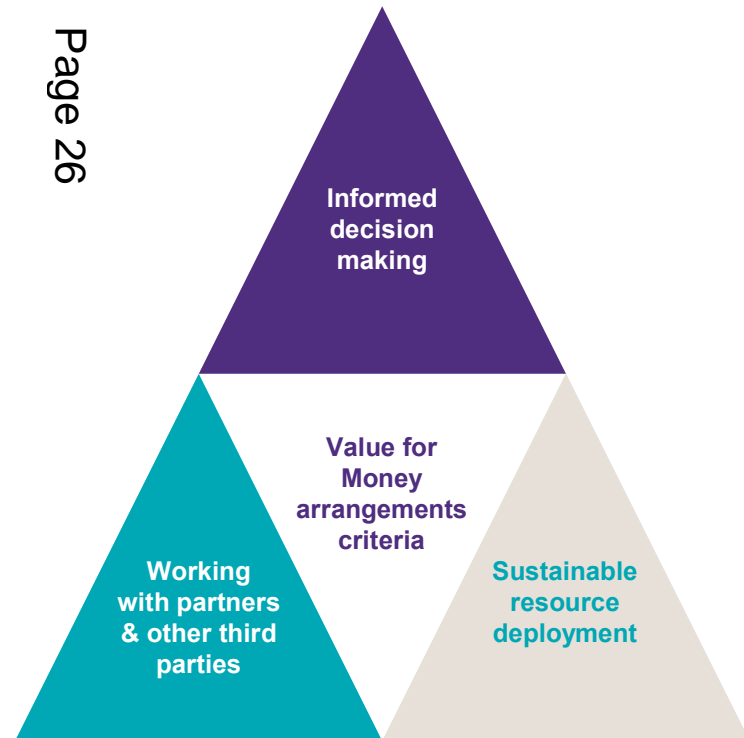 Page 26
Informed
decision
making
Value for
Money
arrangements
criteria
Working
with partners
& other third
parties
Sustainable
resource
deployment